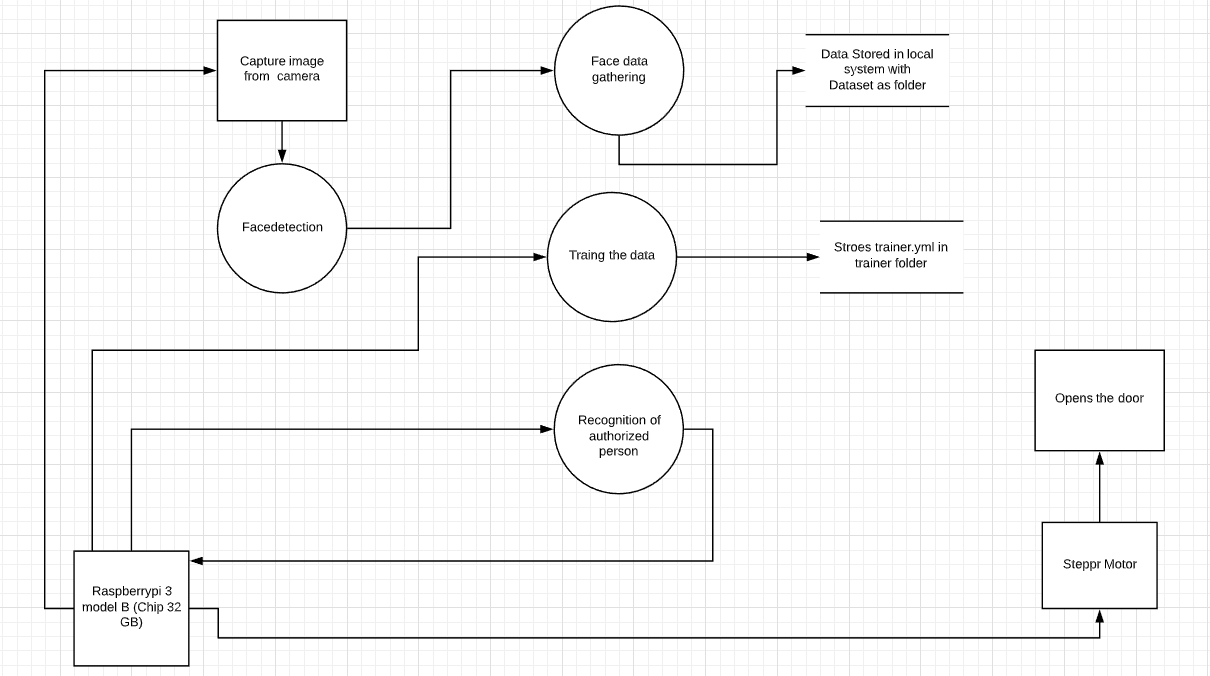 Capture image
from camera
Face data
gathering
Data Stored in local
system with
Dataset as folder
Facedetection
Traing the data
Stroes trainer.yml in
trainer folder
Recognition of
authorized
person
Opens the door
Steppr Motor
Raspberrypi 3
model B (Chip 32
GB)